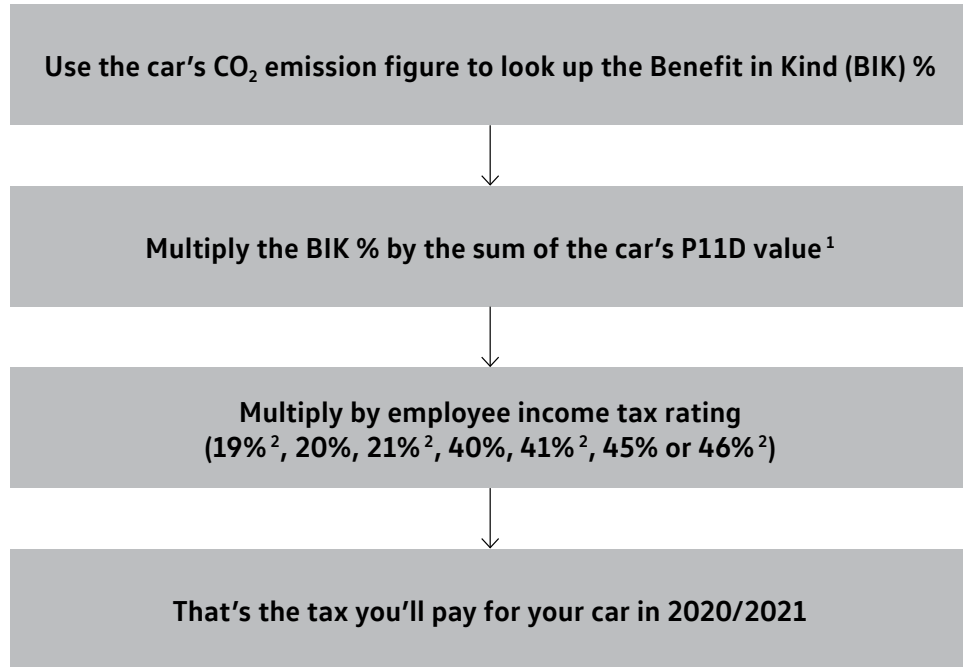 Use the car’s CO₂ emission figure to look up the Benefit in Kind (BIK) %
Multiply the BIK % by the sum of the car’s P11D value ¹
Multiply by employee income tax rating
(19% ², 20%, 21% ², 40%, 41% ², 45% or 46% ²)
That’s the tax you’ll pay for your car in 2020/2021